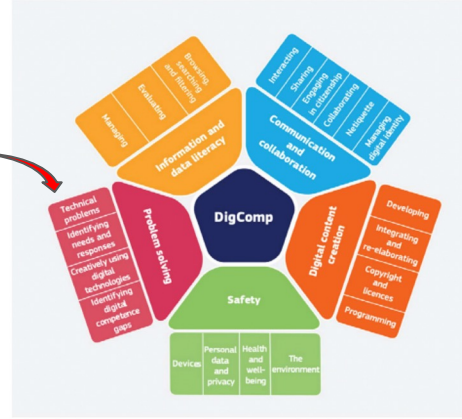 Browsing,
searching
and filtering
Evaluating
Managing
Information and
data literacy
Interacting
Sharing
Engaging
in citizenship
Collaborating
Netiquette
Managing
digital identity
Communication
and
collaboration
Technical
problems
Identifying
needs and
responses
Creatively using
digital
technologies
Identifying
digital
competence
gaps
Problem solving
DigComp
Digital content
creation
Developing
Integrating
and
re-elaborating
Copyright
and
licences
Programming
Safety
Devices
Personal
data
and
privacy
Health
and
well-
being
The
environment